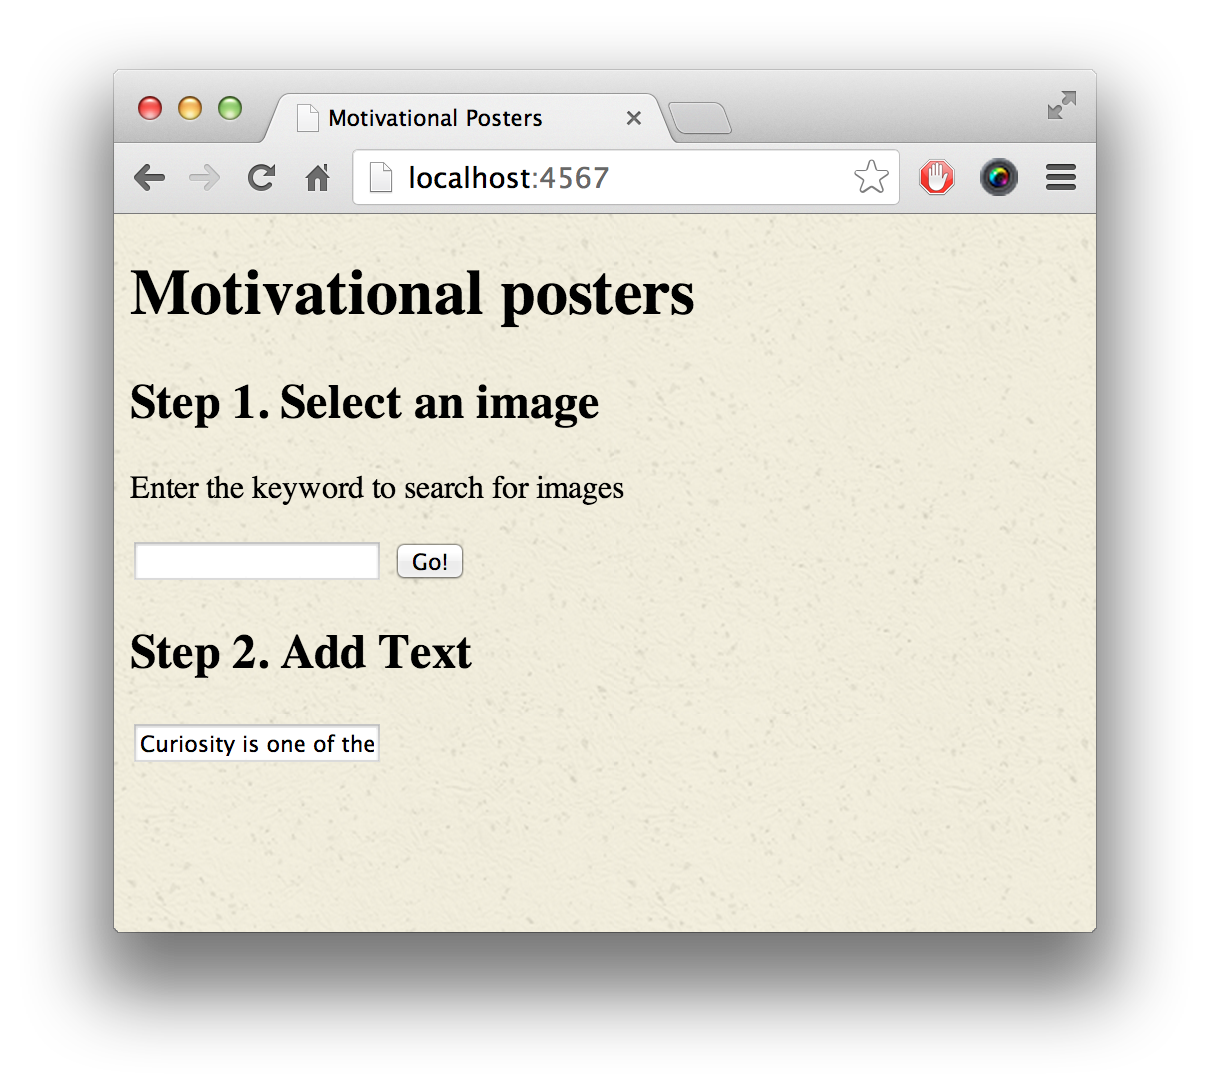 Motivational Posters
localhost:4567
Motivational posters
Step 1. Select an image
Enter the keyword to search for images
Go!
Step 2. Add Text
Curiosity is one of the